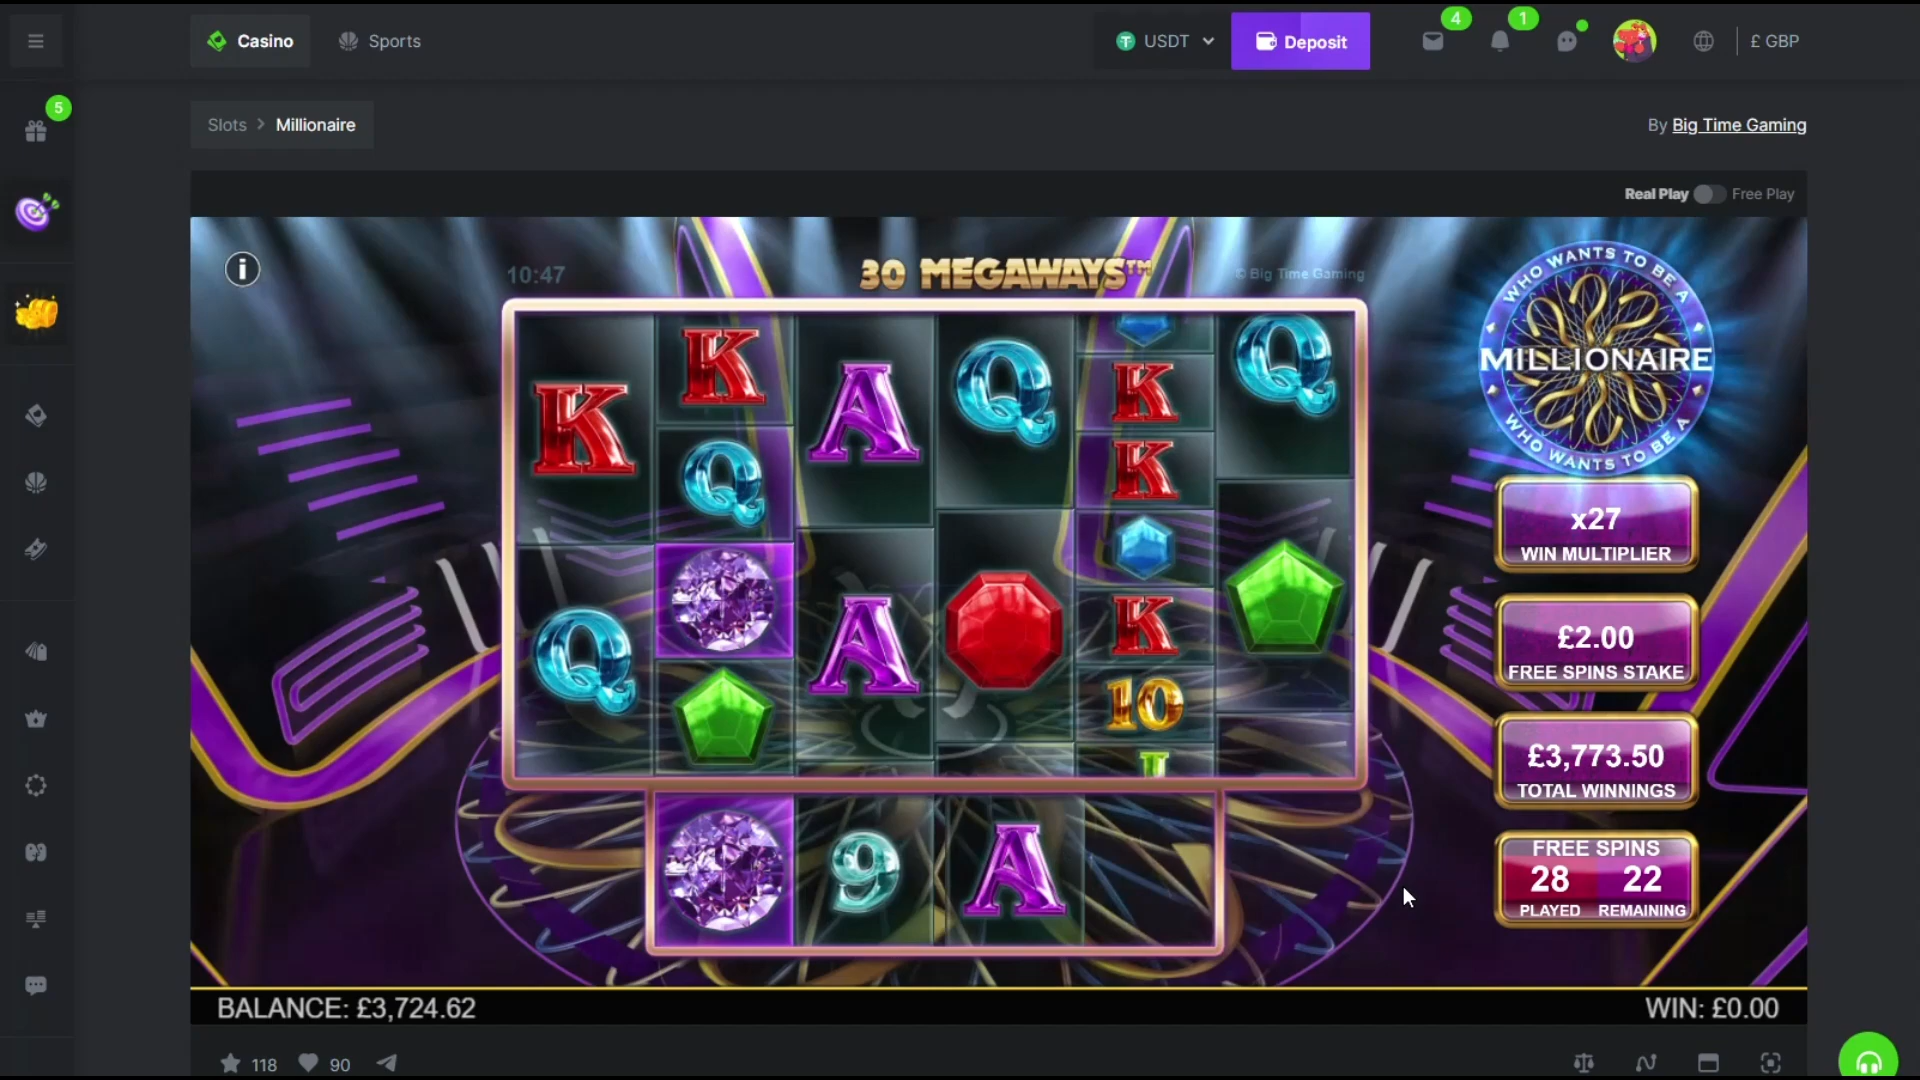 Casino
Sports
USDT
Deposit
4
1
£ GBP
5
Slots > Millionaire
By Big Time Gaming
Real Play
Free Play
i
10:47
30 MEGAWAYS™
© Big Time Gaming
WHO WANTS TO BE A
MILLIONAIRE
WHO WANTS TO BE A
K
K
A
Q
K
Q
Q
K
Q
A
K
10
J
9
A
x27
WIN MULTIPLIER
£2.00
FREE SPINS STAKE
£3,773.50
TOTAL WINNINGS
FREE SPINS
28 22
PLAYED REMAINING
BALANCE: £3,724.62
WIN: £0.00
118
90